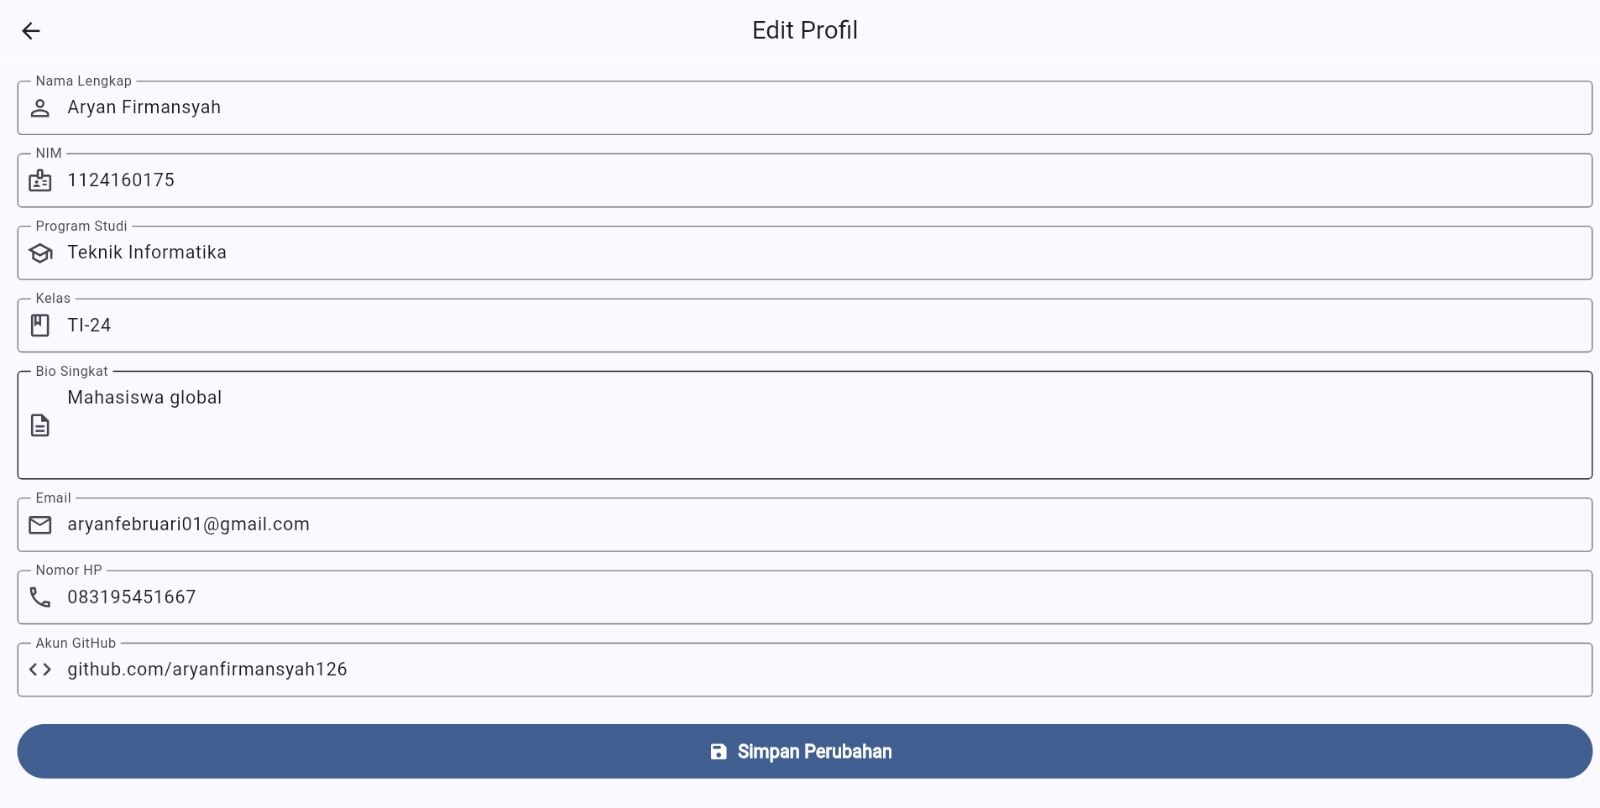 Edit Profil
Nama Lengkap
Aryan Firmansyah
NIM
1124160175
Program Studi
Teknik Informatika
Kelas
TI-24
Bio Singkat
Mahasiswa global
Email
aryanfebruari01@gmail.com
Nomor HP
083195451667
Akun GitHub
github.com/aryanfirmansyah126
Simpan Perubahan